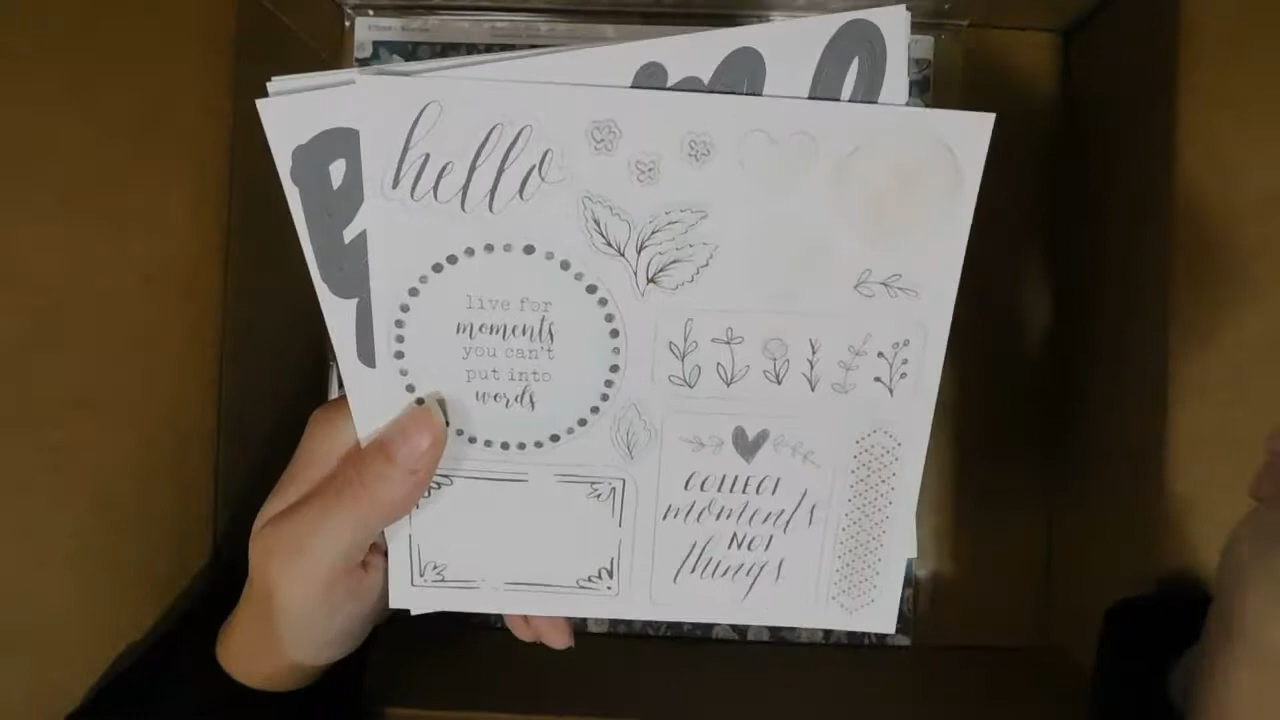 hello
live for
moments
you can't
put into
words
COLLECT
moments
NOT
things